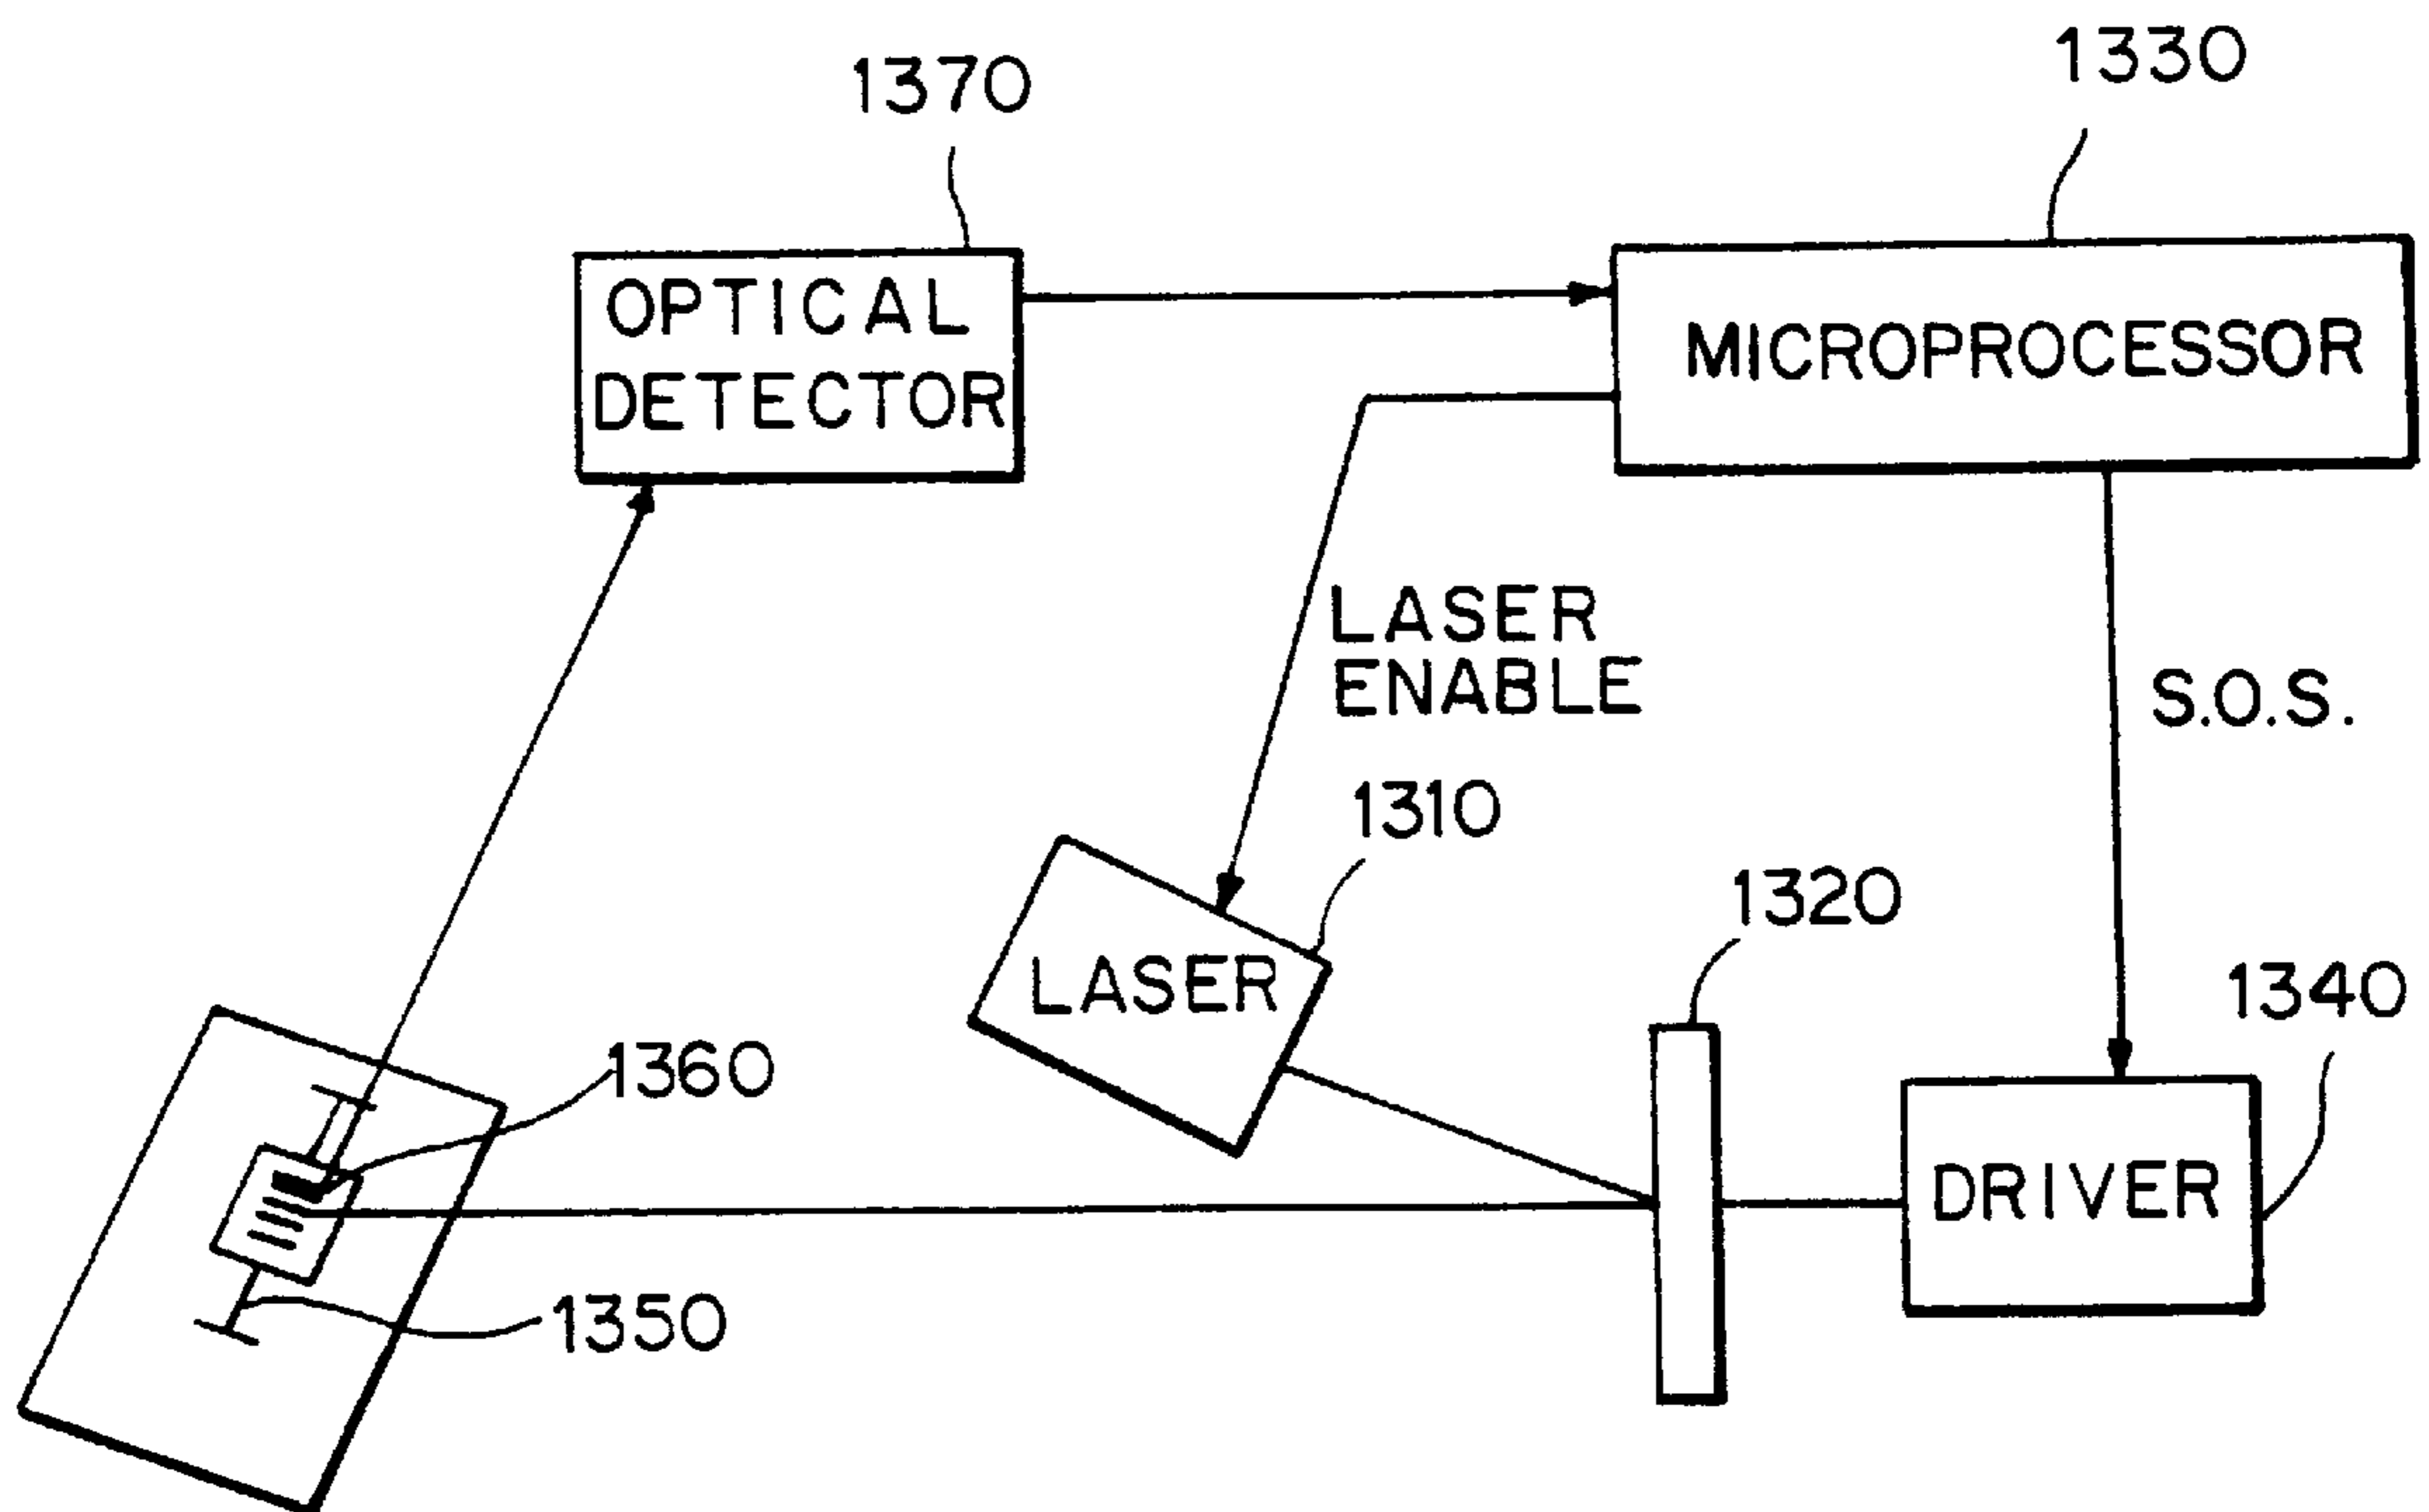 1370
1330
OPTICAL
DETECTOR
MICROPROCESSOR
LASER
ENABLE
S.O.S.
1310
1320
LASER
1340
1360
DRIVER
1350